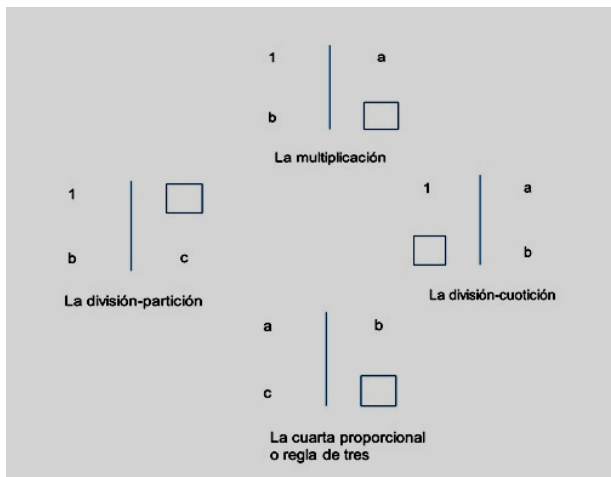 1 a
b
La multiplicación
1
b c
La división-partición
1 a
b
La división-cuotición
a b
c
La cuarta proporcional
o regla de tres